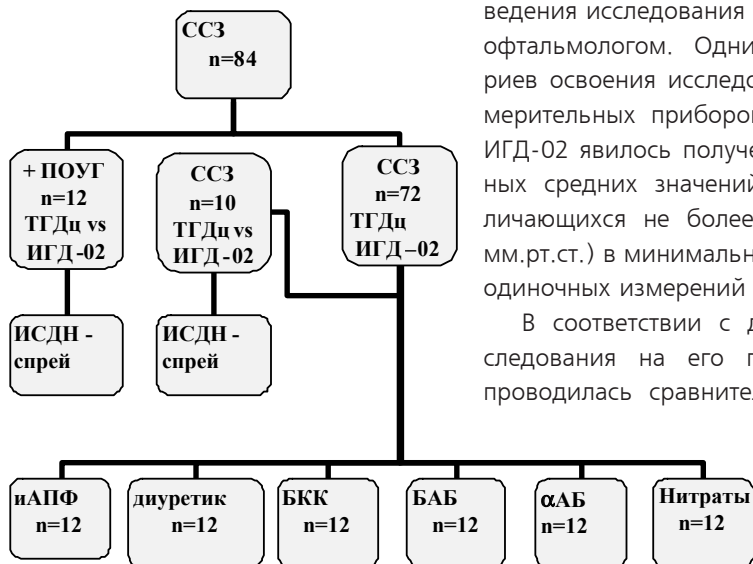 ССЗ
n=84
+ ПОУГ
n=12
ТГДц vs
ИГД-02
ССЗ
n=10
ТГДц vs
ИГД-02
ССЗ
n=72
ТГДц
ИГД–02
ИСДН -
спрей
ИСДН -
спрей
иАПФ
n=12
диуретик
n=12
БКК
n=12
БАБ
n=12
αАБ
n=12
Нитраты
n=12
ведения исследования
офтальмологом. Одни
риев освоения исследо
мерительных приборо
ИГД-02 явилось получе
ных средних значений
личающихся не более
мм.рт.ст.) в минимальн
одиночных измерений
В соответствии с д
следования на его п
проводилась сравнител